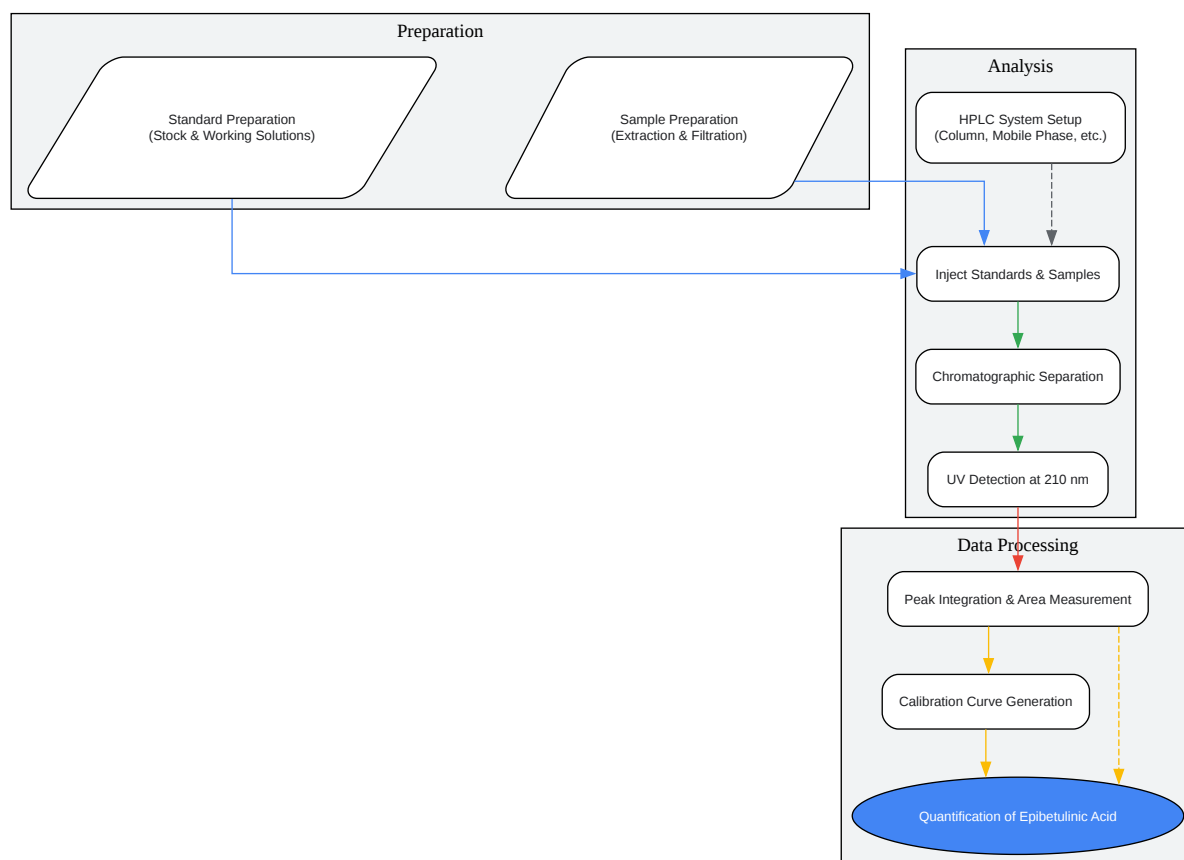 Preparation
Standard Preparation
(Stock & Working Solutions)
Sample Preparation
(Extraction & Filtration)
Analysis
HPLC System Setup
(Column, Mobile Phase, etc.)
Inject Standards & Samples
Chromatographic Separation
UV Detection at 210 nm
Data Processing
Peak Integration & Area Measurement
Calibration Curve Generation
Quantification of Epibetulinic Acid